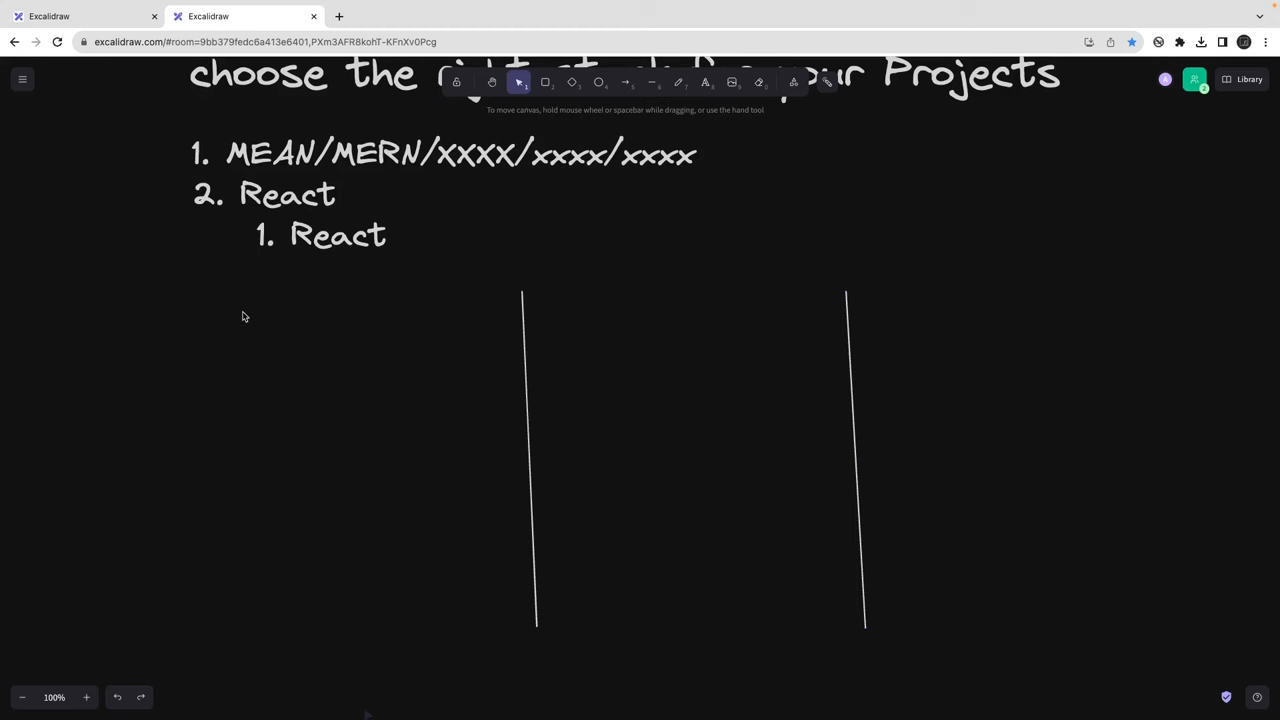 Excalidraw
Excalidraw
excalidraw.com/#room=9bb379fedc6a413e6401,PXm3AFR8kohT-KFnXv0Pcg
choose the your Projects
Library
To move canvas, hold mouse wheel or spacebar while dragging, or use the hand tool
1. MEAN/MERN/XXXX/xxxx/xxxx
2. React
1. React
100%